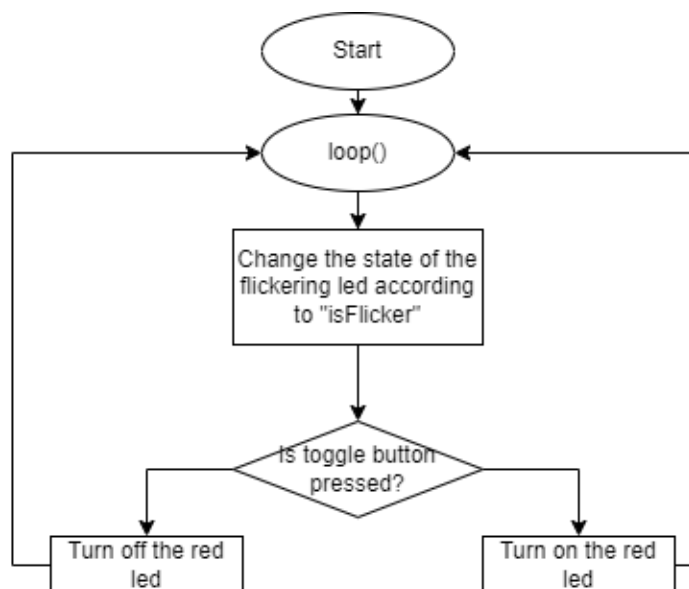 Start
loop()
Change the state of the
flickering led according
to "isFlicker"
Is toggle button
pressed?
Turn off the red
led
Turn on the red
led